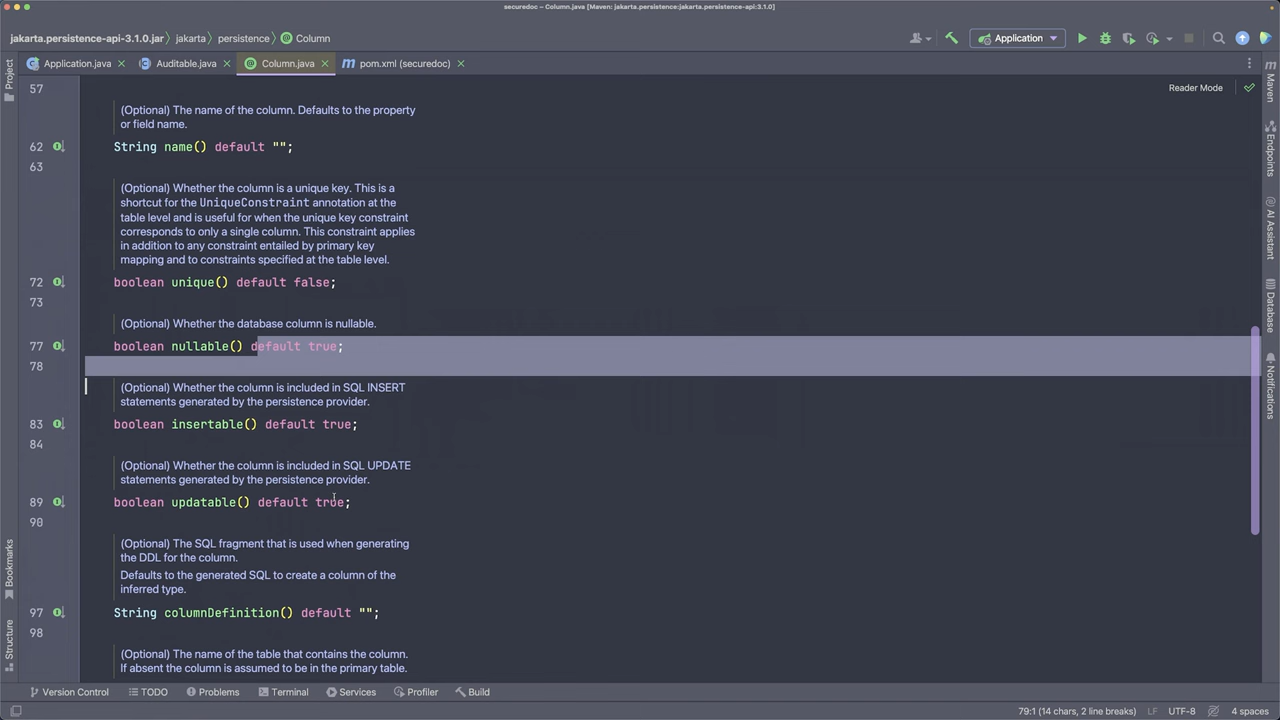 securedoc – Column.java [Maven: jakarta.persistence:jakarta.persistence-api:3.1.0]
jakarta.persistence-api-3.1.0.jar jakarta persistence Column Application
Application.java Auditable.java Column.java pom.xml (securedoc)
Reader Mode
57
(Optional) The name of the column. Defaults to the property
or field name.
62 String name() default "";
63
(Optional) Whether the column is a unique key. This is a
shortcut for the UniqueConstraint annotation at the
table level and is useful for when the unique key constraint
corresponds to only a single column. This constraint applies
in addition to any constraint entailed by primary key
mapping and to constraints specified at the table level.
72 boolean unique() default false;
73
(Optional) Whether the database column is nullable.
77 boolean nullable() default true;
78
(Optional) Whether the column is included in SQL INSERT
statements generated by the persistence provider.
83 boolean insertable() default true;
84
(Optional) Whether the column is included in SQL UPDATE
statements generated by the persistence provider.
89 boolean updatable() default true;
90
(Optional) The SQL fragment that is used when generating
the DDL for the column.
Defaults to the generated SQL to create a column of the
inferred type.
97 String columnDefinition() default "";
98
(Optional) The name of the table that contains the column.
If absent the column is assumed to be in the primary table.
Project
Bookmarks
Structure
Maven
Endpoints
AI Assistant
Database
Notifications
Version Control TODO Problems Terminal Services Profiler Build
79:1 (14 chars, 2 line breaks) LF UTF-8 4 spaces